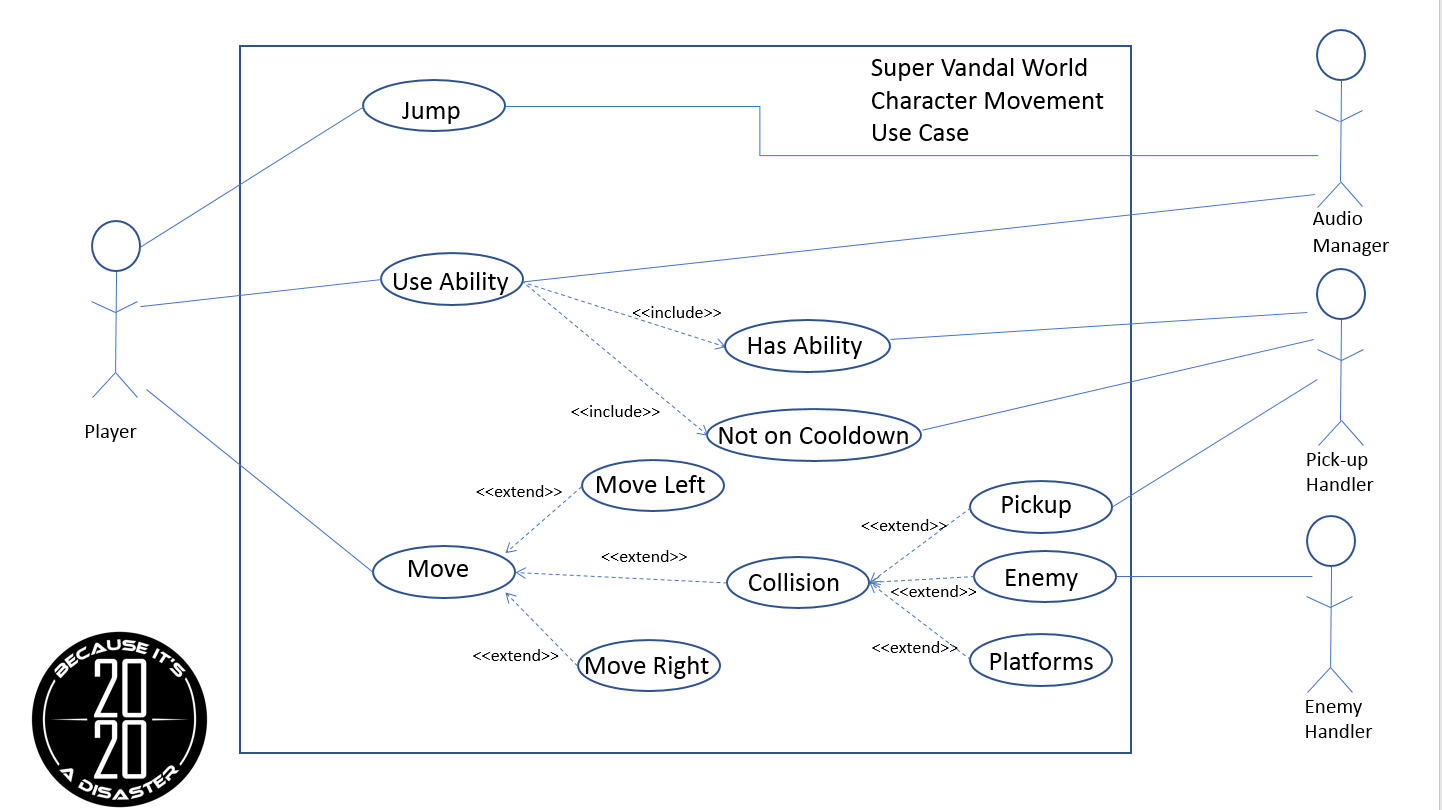 Super Vandal World
Character Movement
Use Case
Jump
Audio
Manager
Use Ability
<<include>>
Has Ability
<<include>>
Not on Cooldown
Player
Pick-up
Handler
Move Left
<<extend>>
Pickup
<<extend>>
<<extend>>
Move
Collision
Enemy
<<extend>>
<<extend>>
<<extend>>
Move Right
Platforms
Enemy
Handler
BECAUSE IT'S
20
20
A DISASTER